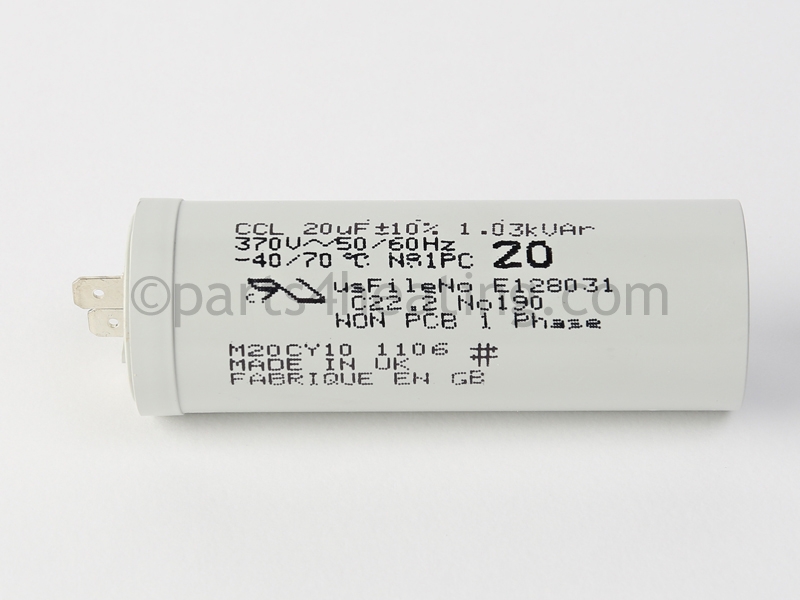 CCL 20uF±10% 1.03kVAr
370V~50/60Hz
20
-40/70°C 1PC
usFileNo E128031
C22.2 No190
NON PCB 1 Phase
M20CY10 1106 #
MADE IN UK
FABRIQUE EN GB
©parts4heating.com